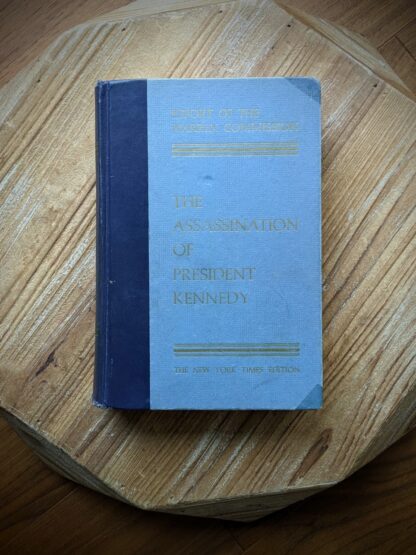 REPORT OF THE
WARREN COMMISSION
THE
ASSASSINATION
OF
PRESIDENT
KENNEDY
THE NEW YORK TIMES EDITION